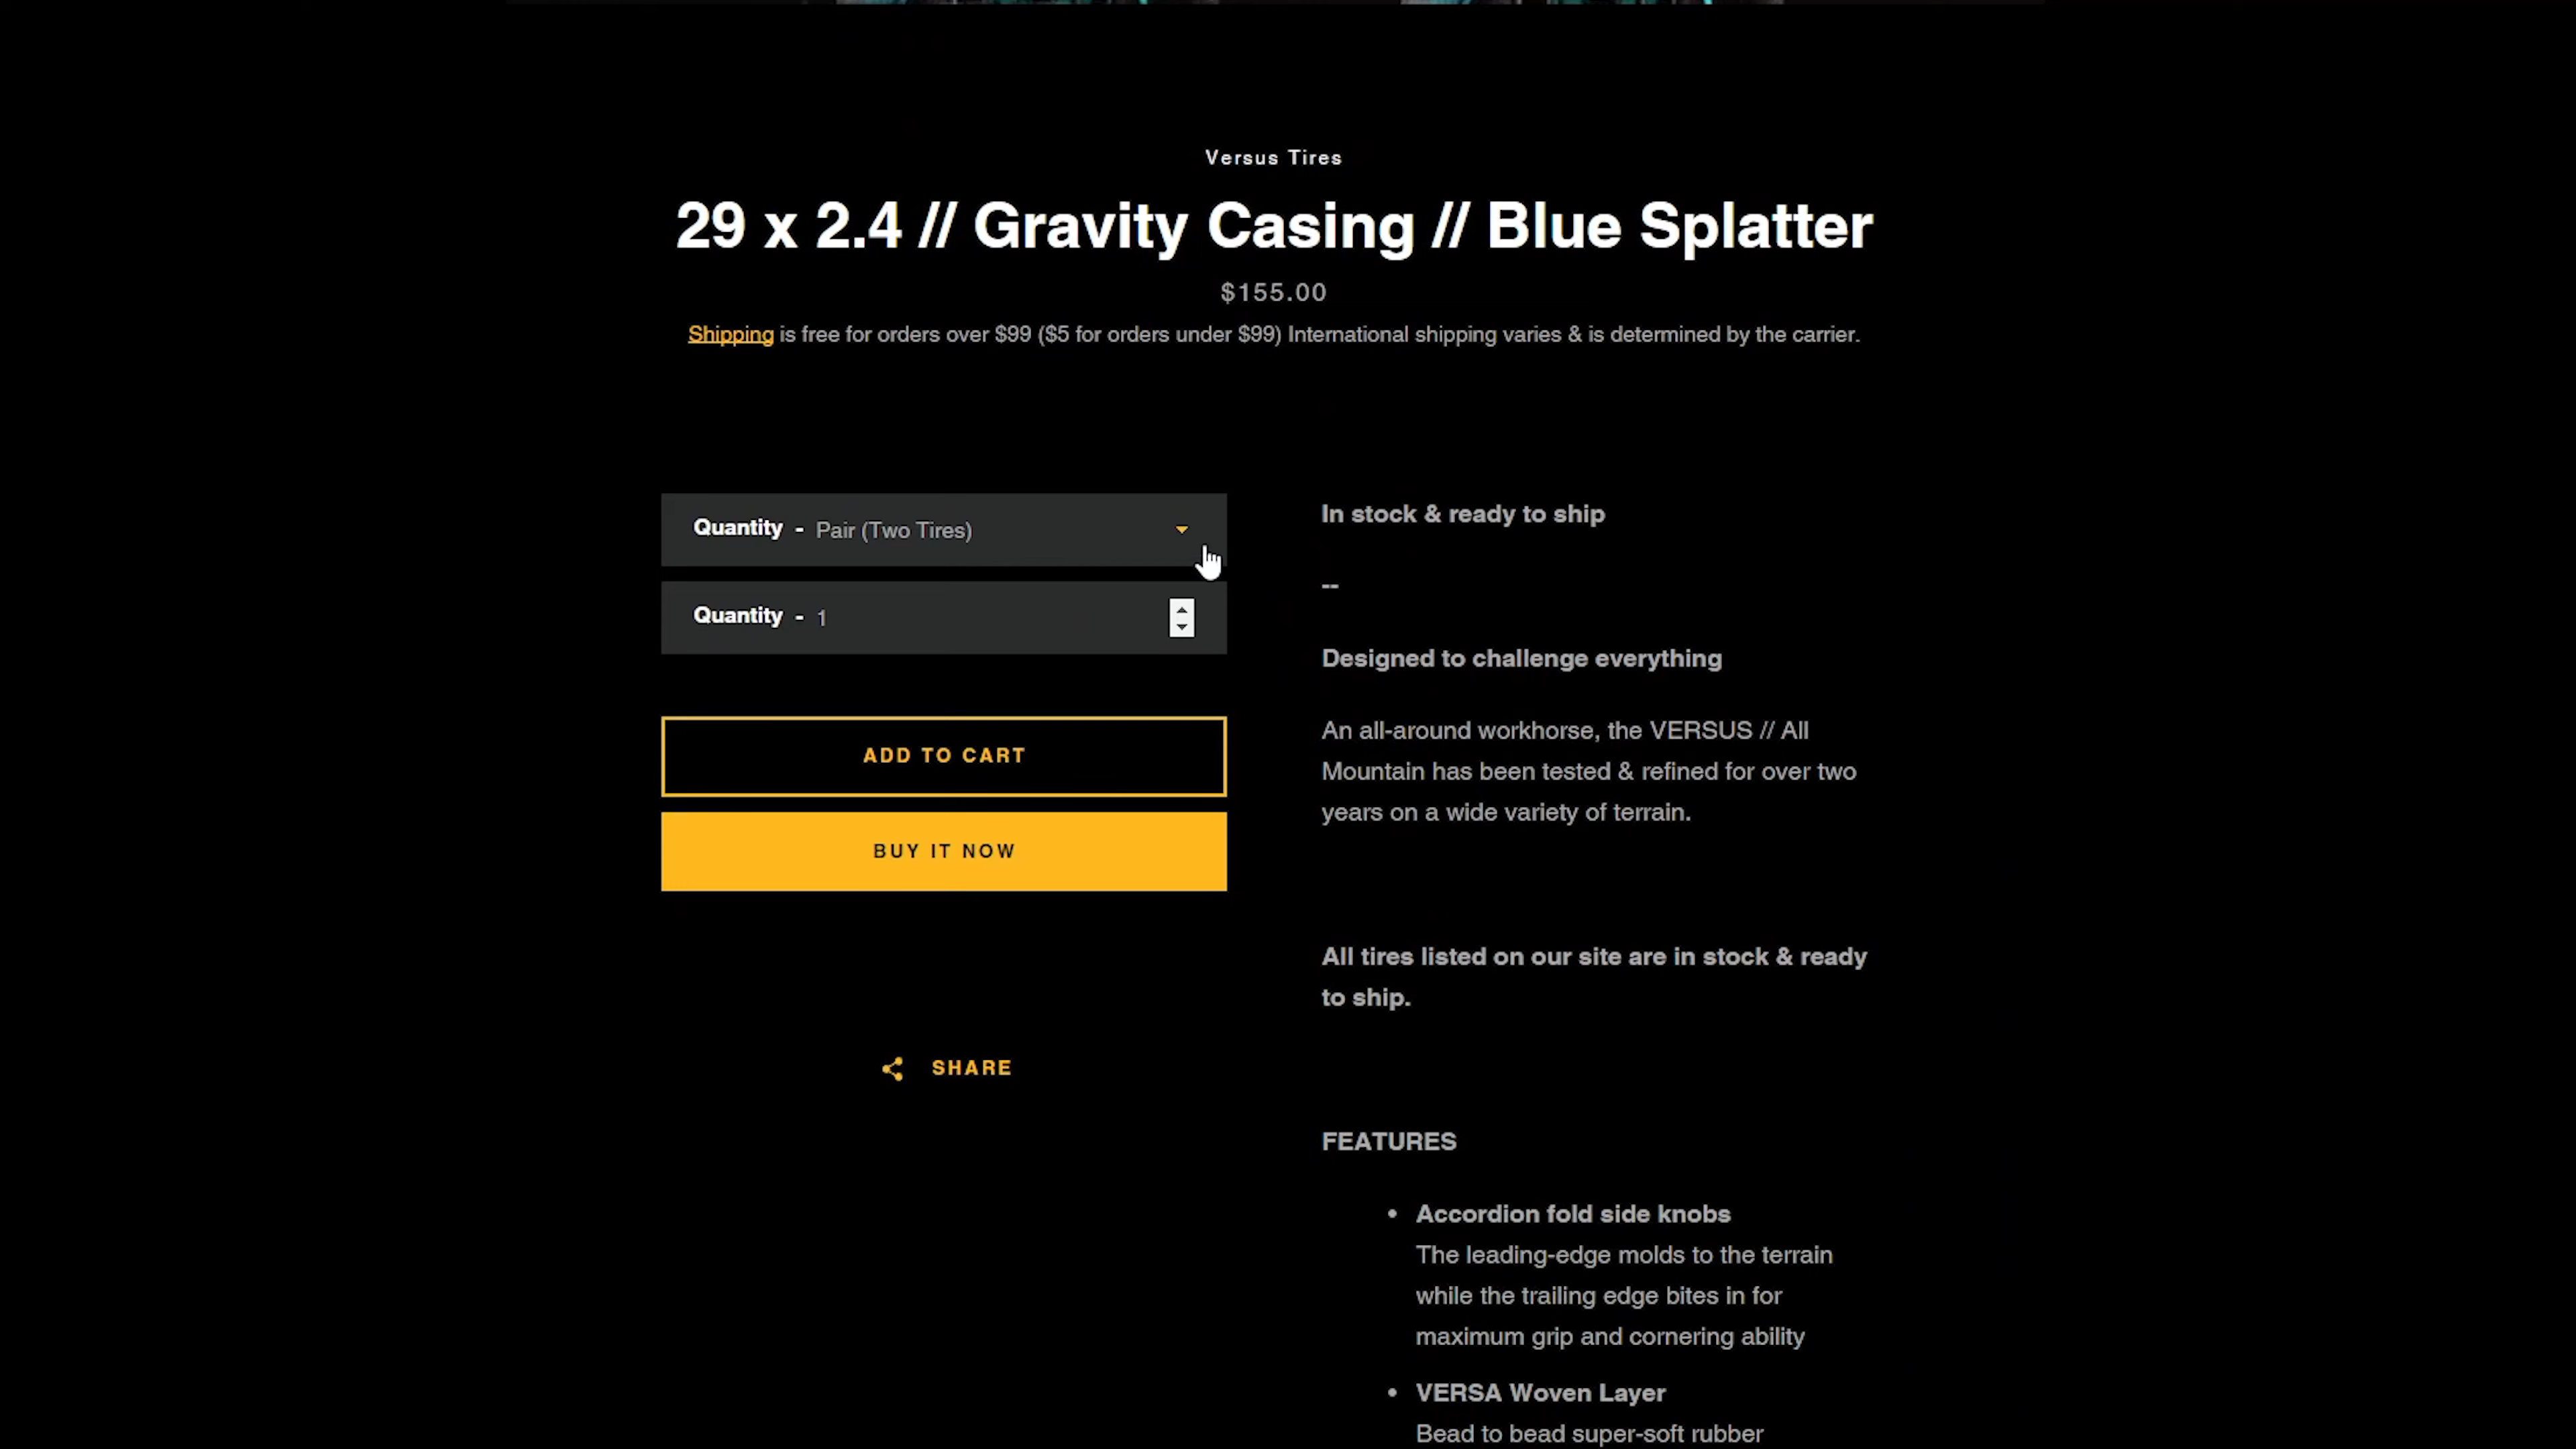 Versus Tires
29 x 2.4 // Gravity Casing // Blue Splatter
$155.00
Shipping is free for orders over $99 ($5 for orders under $99) International shipping varies & is determined by the carrier.
Quantity - Pair (Two Tires)
Quantity - 1
ADD TO CART
BUY IT NOW
SHARE
In stock & ready to ship
--
Designed to challenge everything
An all-around workhorse, the VERSUS // All
Mountain has been tested & refined for over two
years on a wide variety of terrain.
All tires listed on our site are in stock & ready
to ship.
FEATURES
• Accordion fold side knobs
The leading-edge molds to the terrain
while the trailing edge bites in for
maximum grip and cornering ability
• VERSA Woven Layer
Bead to bead super-soft rubber